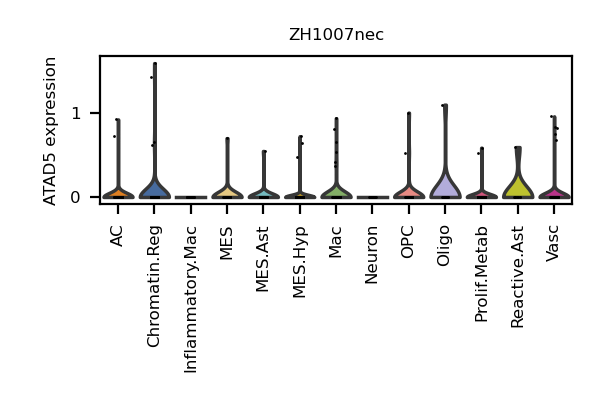 ZH1007nec
ATAD5 expression
1
0
AC
Chromatin.Reg
Inflammatory.Mac
MES
MES.Ast
MES.Hyp
Mac
Neuron
OPC
Oligo
Prolif.Metab
Reactive.Ast
Vasc